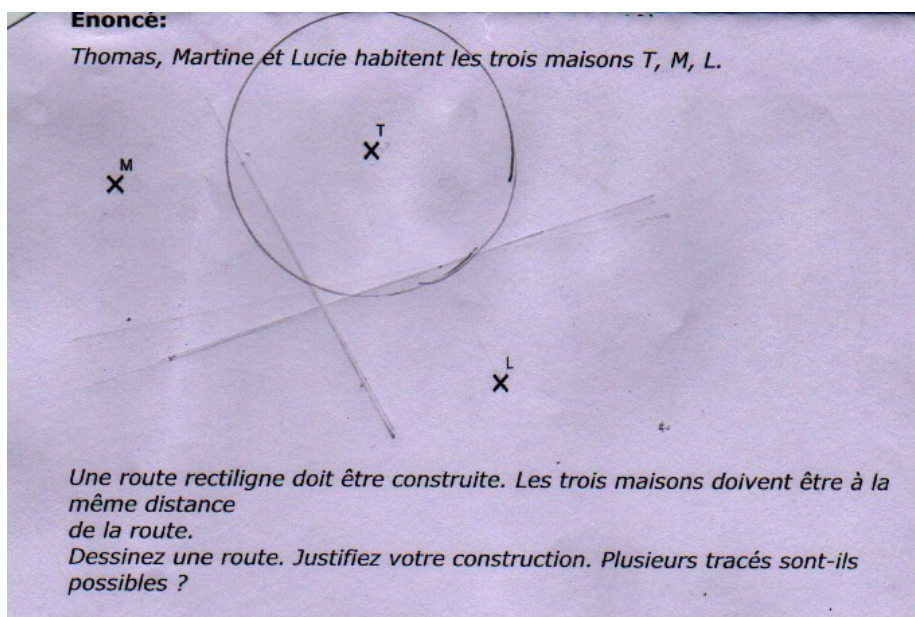 Enoncé:
Thomas, Martine et Lucie habitent les trois maisons T, M, L.
T
M
L
Une route rectiligne doit être construite. Les trois maisons doivent être à la
même distance
de la route.
Dessinez une route. Justifiez votre construction. Plusieurs tracés sont-ils
possibles ?